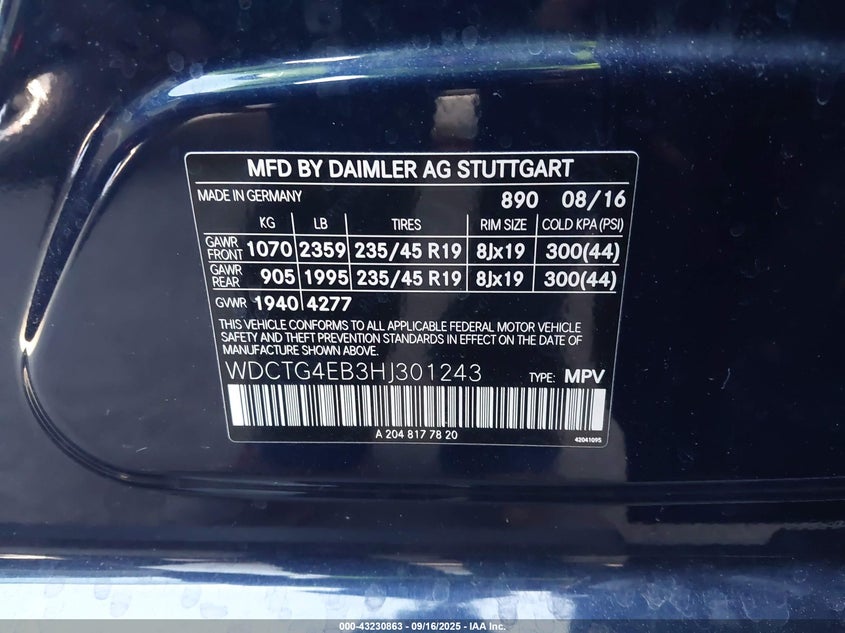 MFD BY DAIMLER AG STUTTGART
MADE IN GERMANY 890 08/16
KG LB TIRES RIM SIZE COLD KPA (PSI)
GAWR FRONT 1070 2359 235/45 R19 8Jx19 300(44)
GAWR REAR 905 1995 235/45 R19 8Jx19 300(44)
GVWR 1940 4277
THIS VEHICLE CONFORMS TO ALL APPLICABLE FEDERAL MOTOR VEHICLE
SAFETY AND THEFT PREVENTION STANDARDS IN EFFECT ON THE DATE OF
MANUFACTURE SHOWN ABOVE.
WDCTG4EB3HJ301243 TYPE: MPV
A 204 817 78 20 42041095
000-43230863 - 09/16/2025 - IAA Inc.